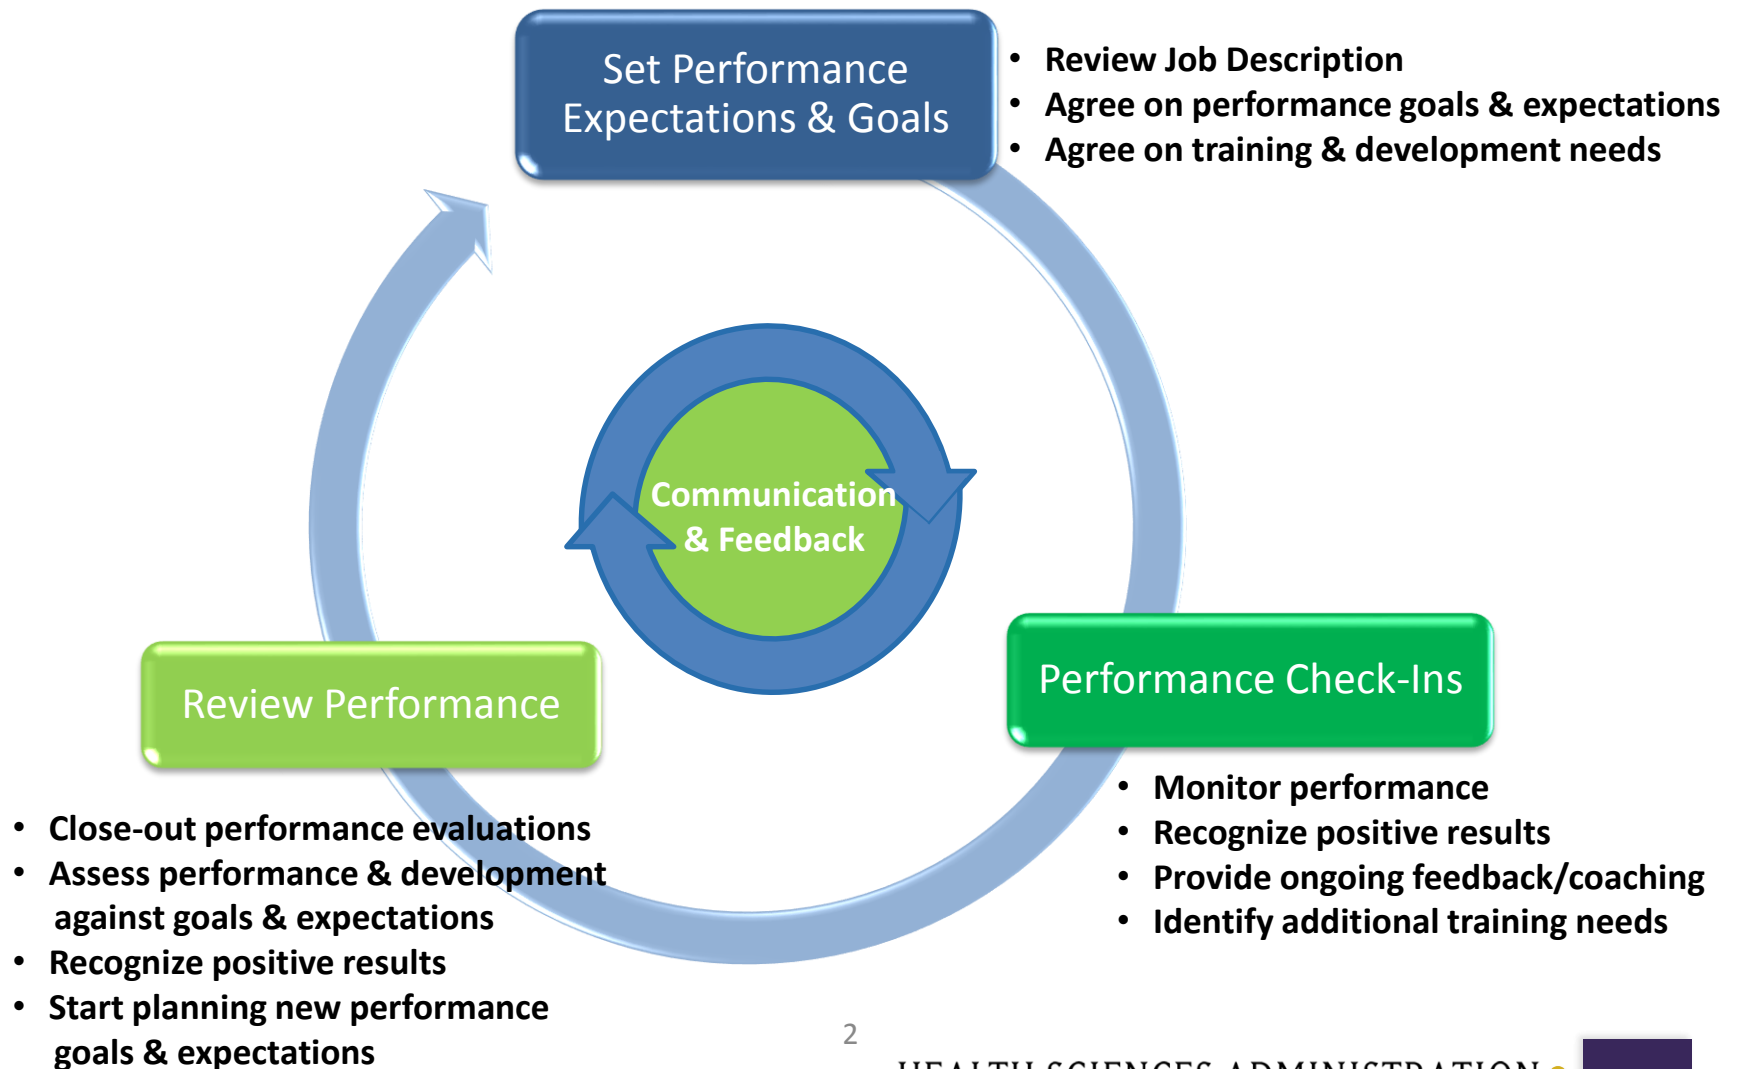 Set Performance
Expectations & Goals
• Review Job Description
• Agree on performance goals & expectations
• Agree on training & development needs
Communication
& Feedback
Performance Check-Ins
• Monitor performance
• Recognize positive results
• Provide ongoing feedback/coaching
• Identify additional training needs
Review Performance
• Close-out performance evaluations
• Assess performance & development
against goals & expectations
• Recognize positive results
• Start planning new performance
goals & expectations
2
HEALTH SCIENCES ADMINISTRATION